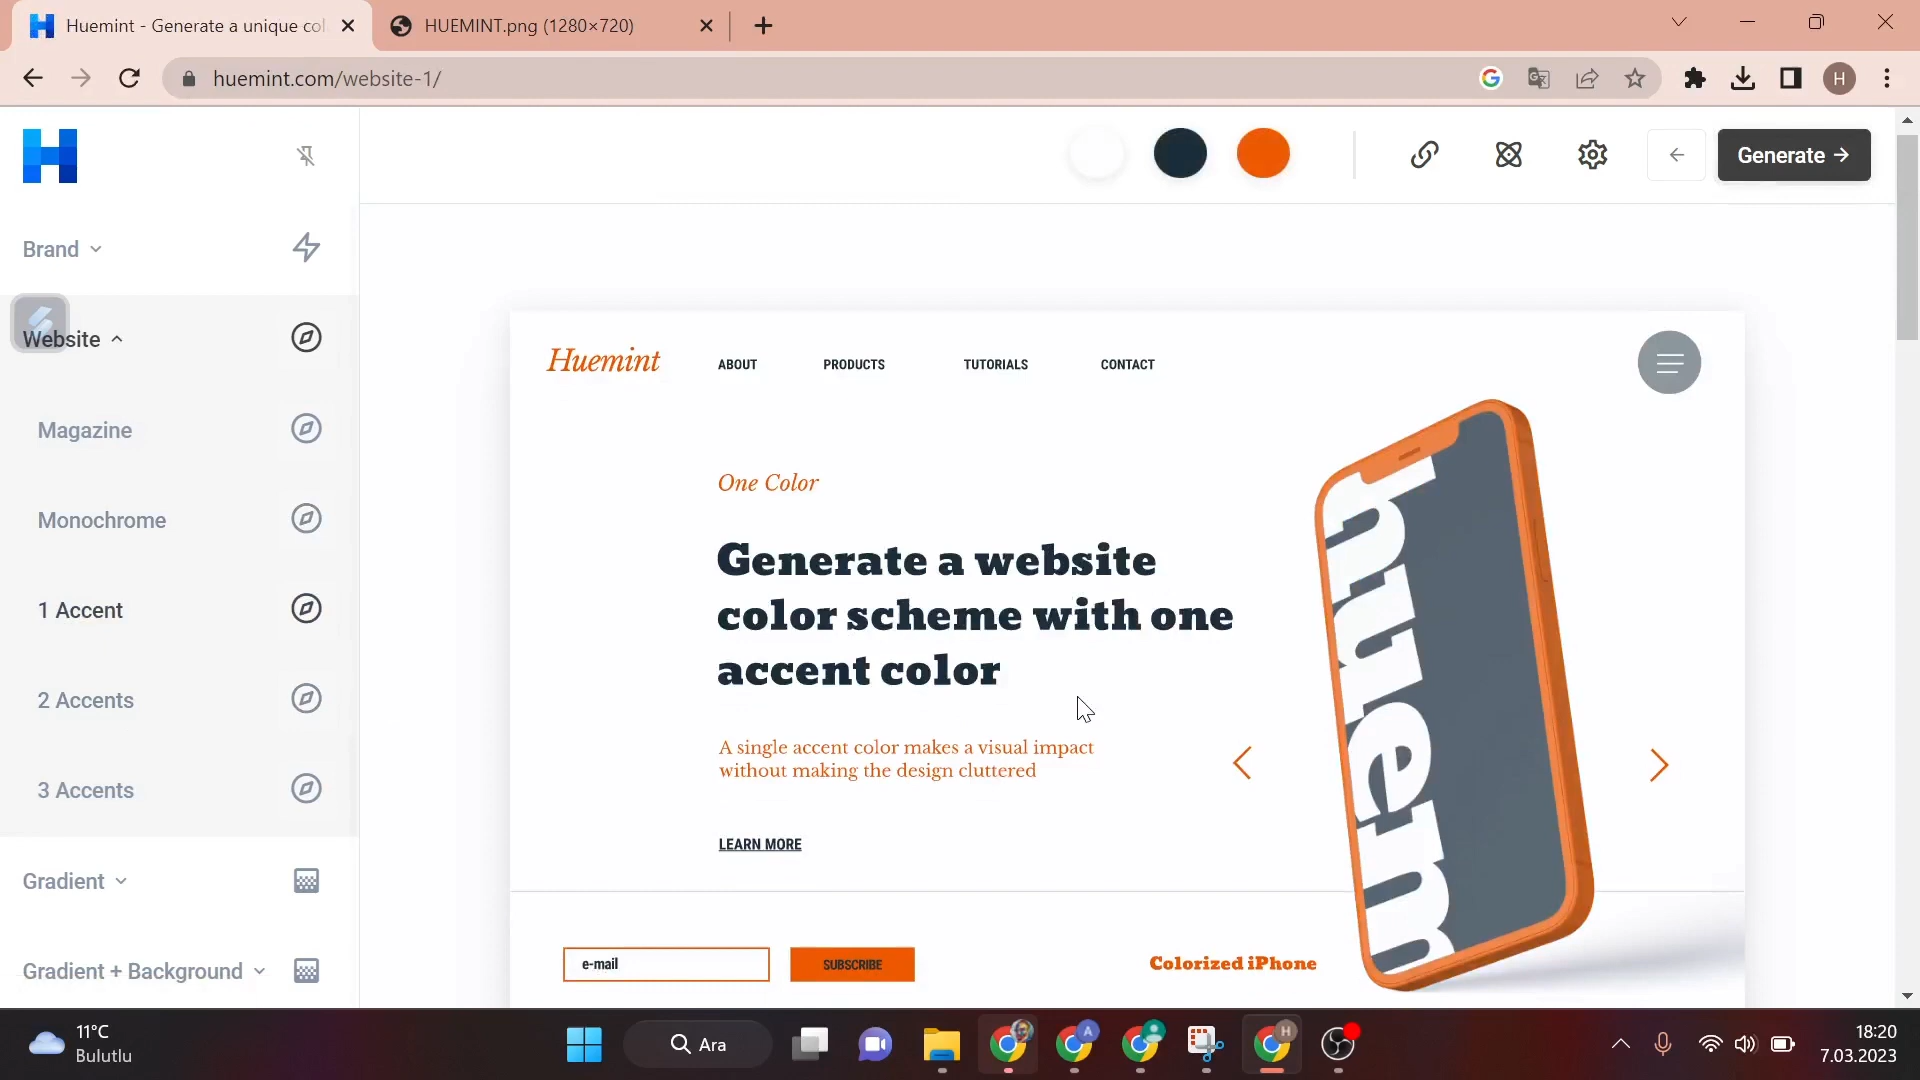 Huemint - Generate a unique col
HUEMINT.png (1280×720)
huemint.com/website-1/
H
Generate →
Brand
Website
Magazine
Monochrome
1 Accent
2 Accents
3 Accents
Gradient
Gradient + Background
Huemint
ABOUT
PRODUCTS
TUTORIALS
CONTACT
One Color
Generate a website
color scheme with one
accent color
A single accent color makes a visual impact
without making the design cluttered
LEARN MORE
huem
e-mail
SUBSCRIBE
Colorized iPhone
11°C
Bulutlu
Ara
A
H
18:20
7.03.2023